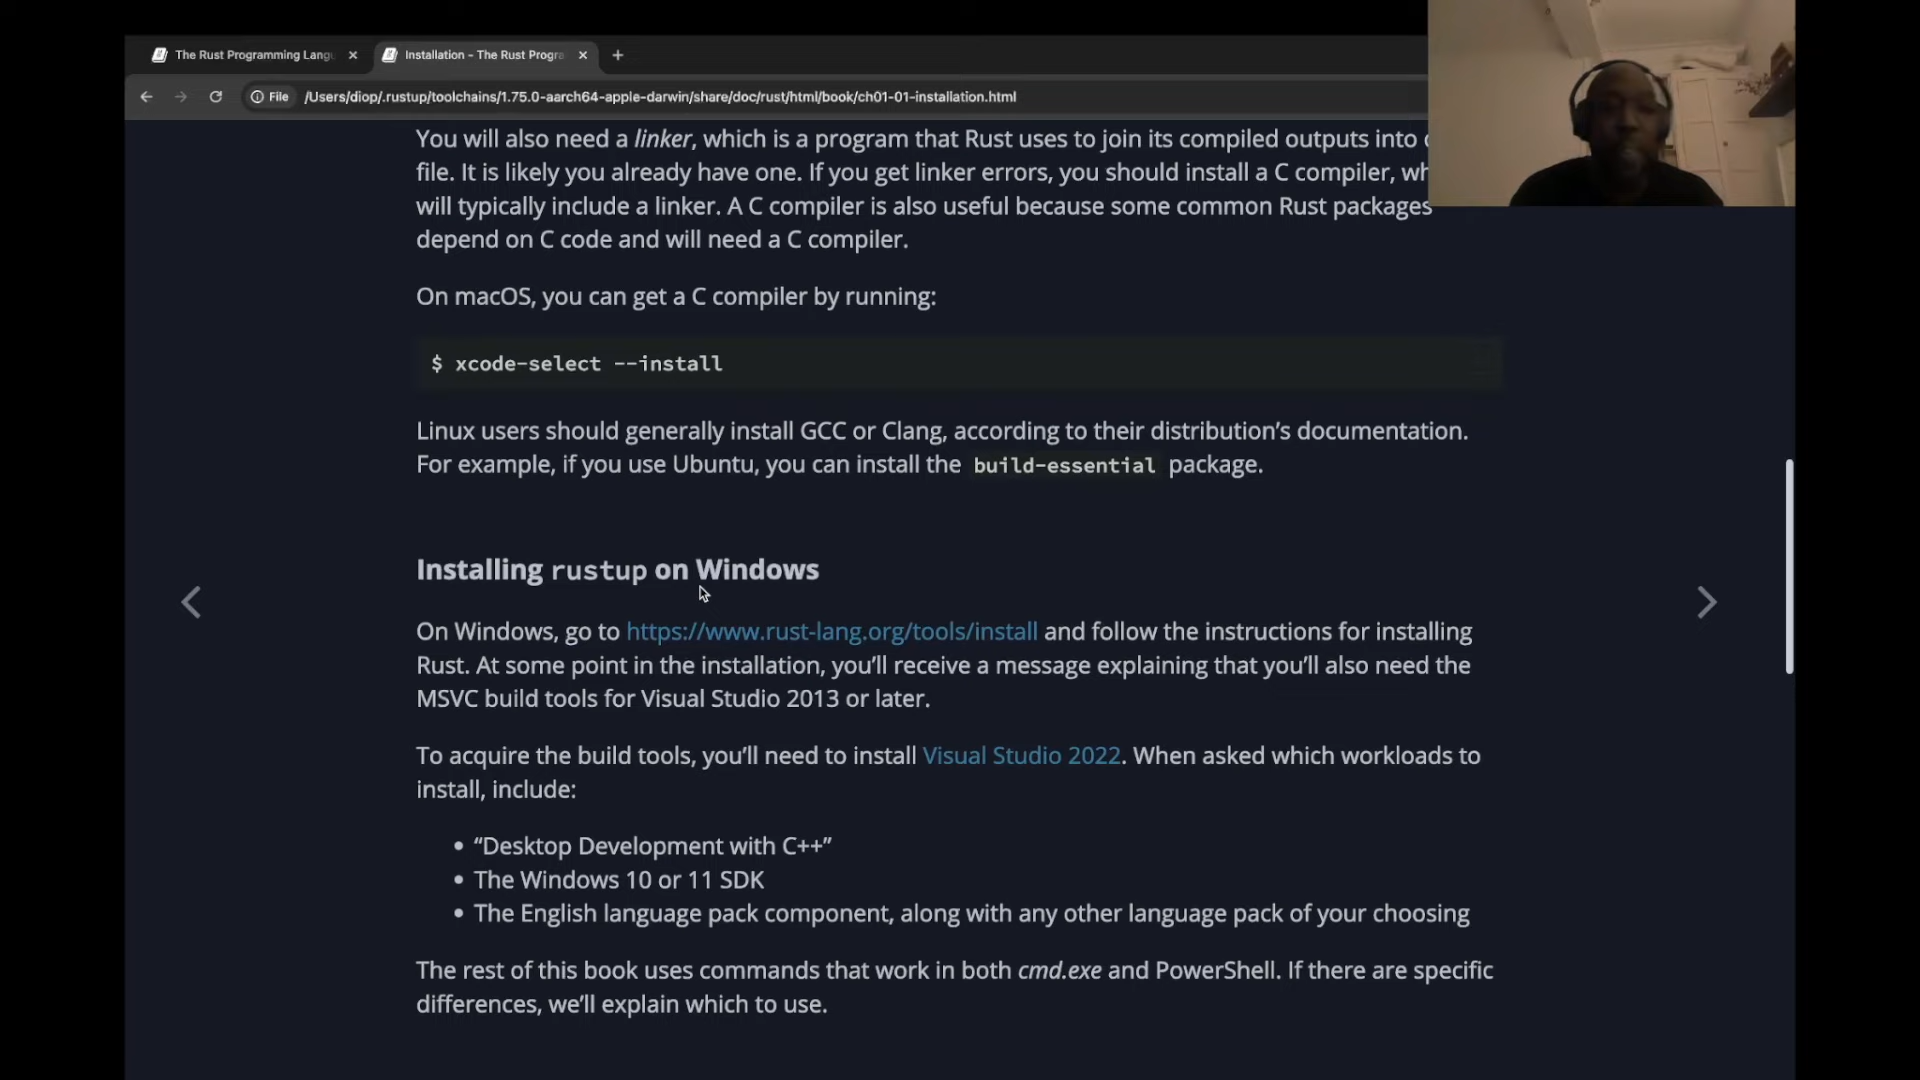 The Rust Programming Langu
Installation - The Rust Progra
File
/Users/diop/.rustup/toolchains/1.75.0-aarch64-apple-darwin/share/doc/rust/html/book/ch01-01-installation.html
You will also need a linker, which is a program that Rust uses to join its compiled outputs into
file. It is likely you already have one. If you get linker errors, you should install a C compiler, wh
will typically include a linker. A C compiler is also useful because some common Rust packages
depend on C code and will need a C compiler.
On macOS, you can get a C compiler by running:
$ xcode-select --install
Linux users should generally install GCC or Clang, according to their distribution’s documentation.
For example, if you use Ubuntu, you can install the build-essential package.
Installing rustup on Windows
On Windows, go to https://www.rust-lang.org/tools/install and follow the instructions for installing
Rust. At some point in the installation, you’ll receive a message explaining that you’ll also need the
MSVC build tools for Visual Studio 2013 or later.
To acquire the build tools, you’ll need to install Visual Studio 2022. When asked which workloads to
install, include:
• “Desktop Development with C++”
• The Windows 10 or 11 SDK
• The English language pack component, along with any other language pack of your choosing
The rest of this book uses commands that work in both cmd.exe and PowerShell. If there are specific
differences, we’ll explain which to use.